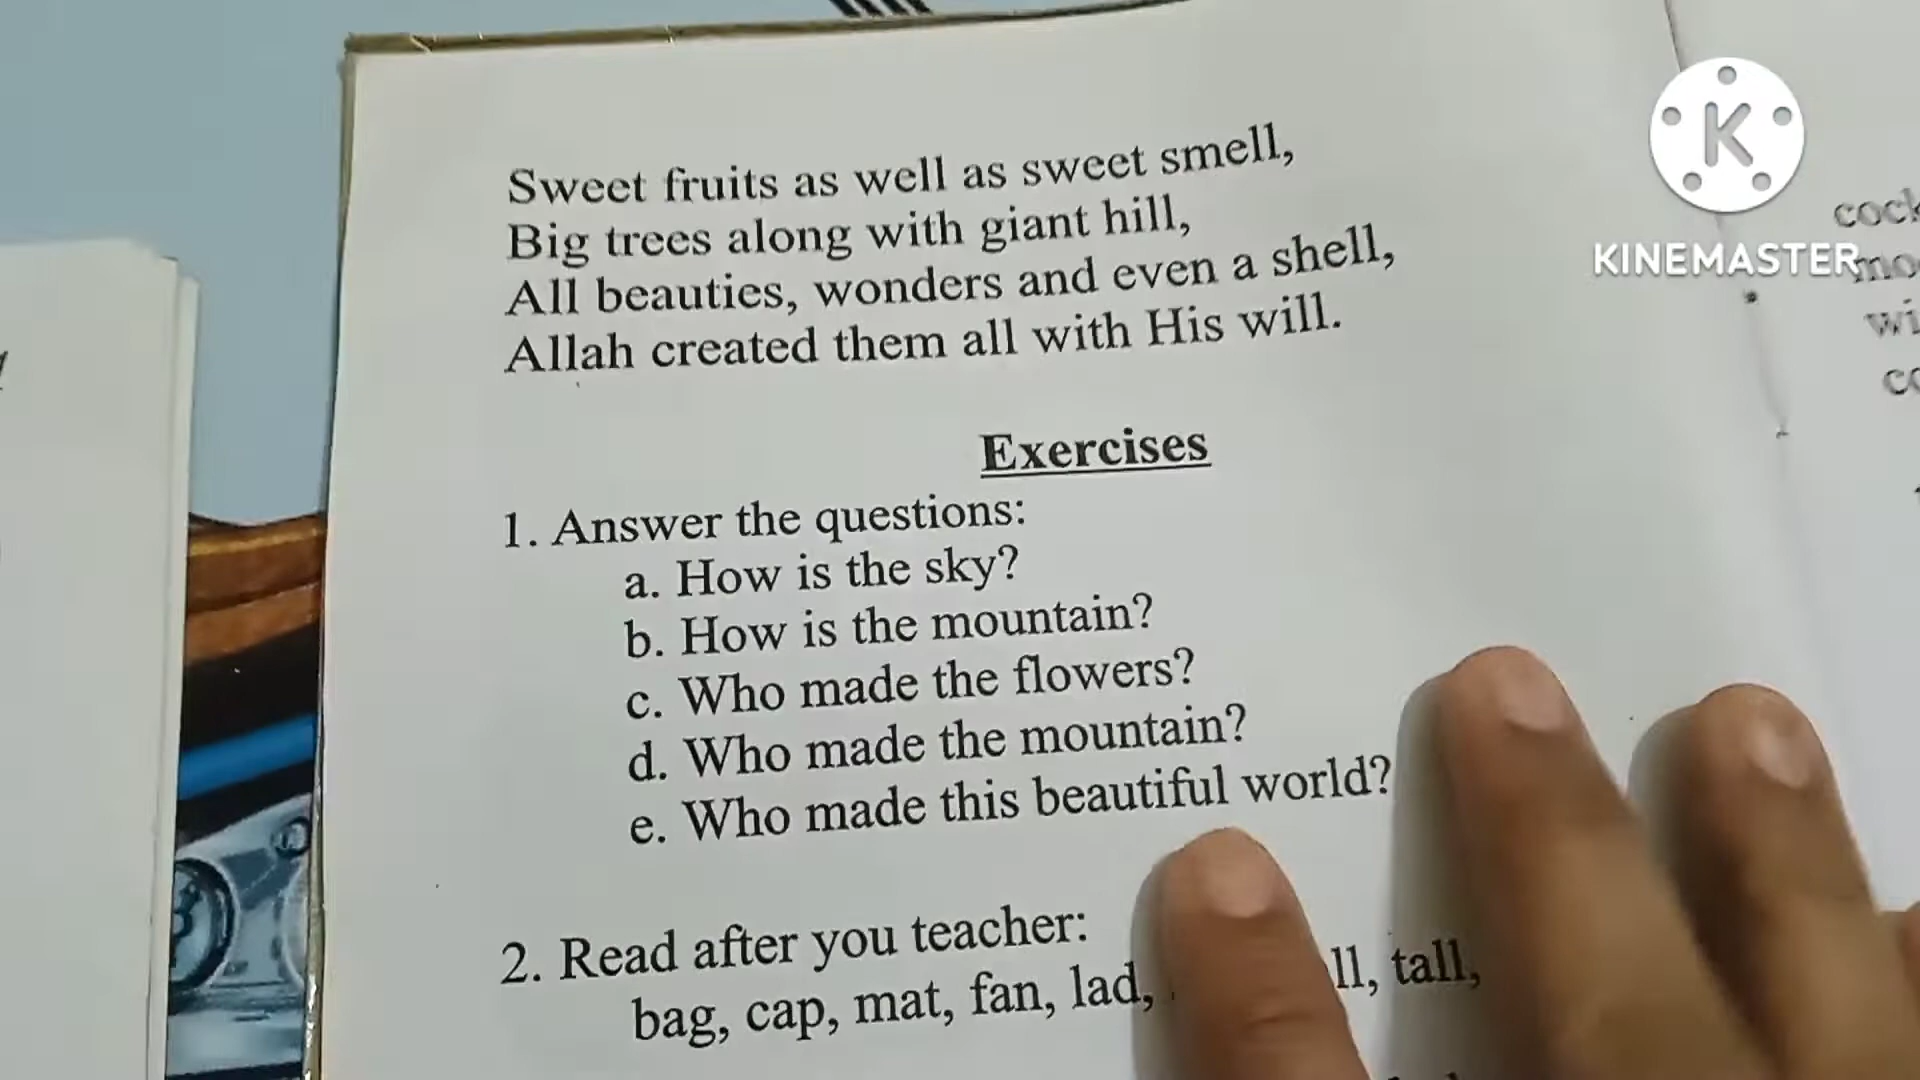 Sweet fruits as well as sweet smell,
Big trees along with giant hill,
All beauties, wonders and even a shell,
Allah created them all with His will.
Exercises
1. Answer the questions:
a. How is the sky?
b. How is the mountain?
c. Who made the flowers?
d. Who made the mountain?
e. Who made this beautiful world?
2. Read after you teacher:
bag, cap, mat, fan, lad, tall,
KINEMASTER